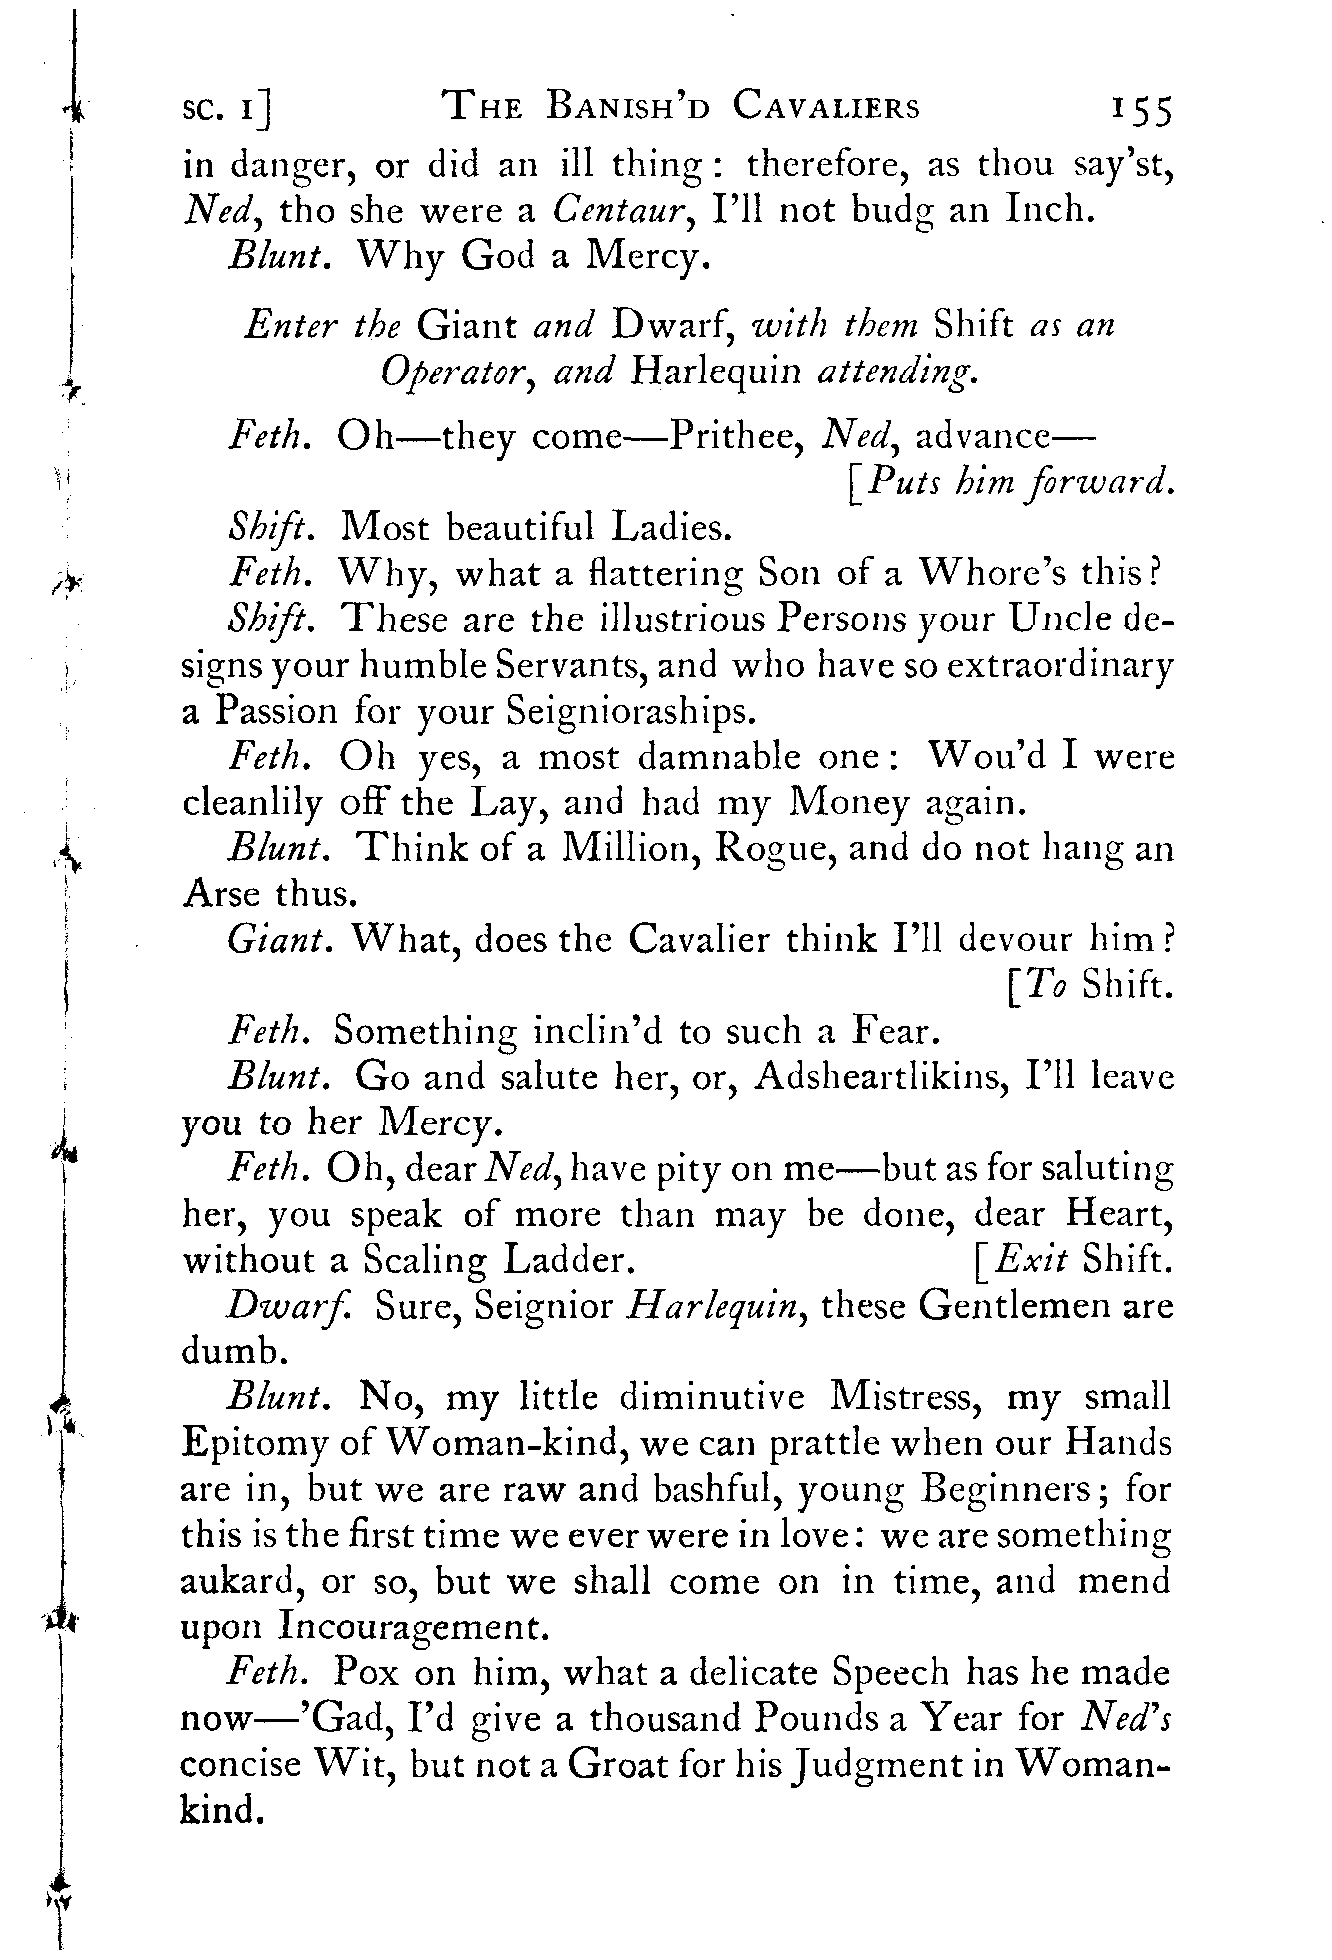 SC. I] THE BANISH'D CAVALIERS 155
in danger, or did an ill thing: therefore, as thou say'st,
Ned, tho she were a Centaur, I'll not budg an Inch.
Blunt. Why God a Mercy.
Enter the Giant and Dwarf, with them Shift as an
Operator, and Harlequin attending.
Feth. Oh—they come—Prithee, Ned, advance—
[Puts him forward.
Shift. Most beautiful Ladies.
Feth. Why, what a flattering Son of a Whore's this?
Shift. These are the illustrious Persons your Uncle de-
signs your humble Servants, and who have so extraordinary
a Passion for your Seignioraships.
Feth. Oh yes, a most damnable one: Wou'd I were
cleanlily off the Lay, and had my Money again.
Blunt. Think of a Million, Rogue, and do not hang an
Arse thus.
Giant. What, does the Cavalier think I'll devour him?
[To Shift.
Feth. Something inclin'd to such a Fear.
Blunt. Go and salute her, or, Adsheartlikins, I'll leave
you to her Mercy.
Feth. Oh, dear Ned, have pity on me—but as for saluting
her, you speak of more than may be done, dear Heart,
without a Scaling Ladder. [Exit Shift.
Dwarf. Sure, Seignior Harlequin, these Gentlemen are
dumb.
Blunt. No, my little diminutive Mistress, my small
Epitomy of Woman-kind, we can prattle when our Hands
are in, but we are raw and bashful, young Beginners; for
this is the first time we ever were in love: we are something
aukard, or so, but we shall come on in time, and mend
upon Incouragement.
Feth. Pox on him, what a delicate Speech has he made
now—'Gad, I'd give a thousand Pounds a Year for Ned's
concise Wit, but not a Groat for his Judgment in Woman-
kind.